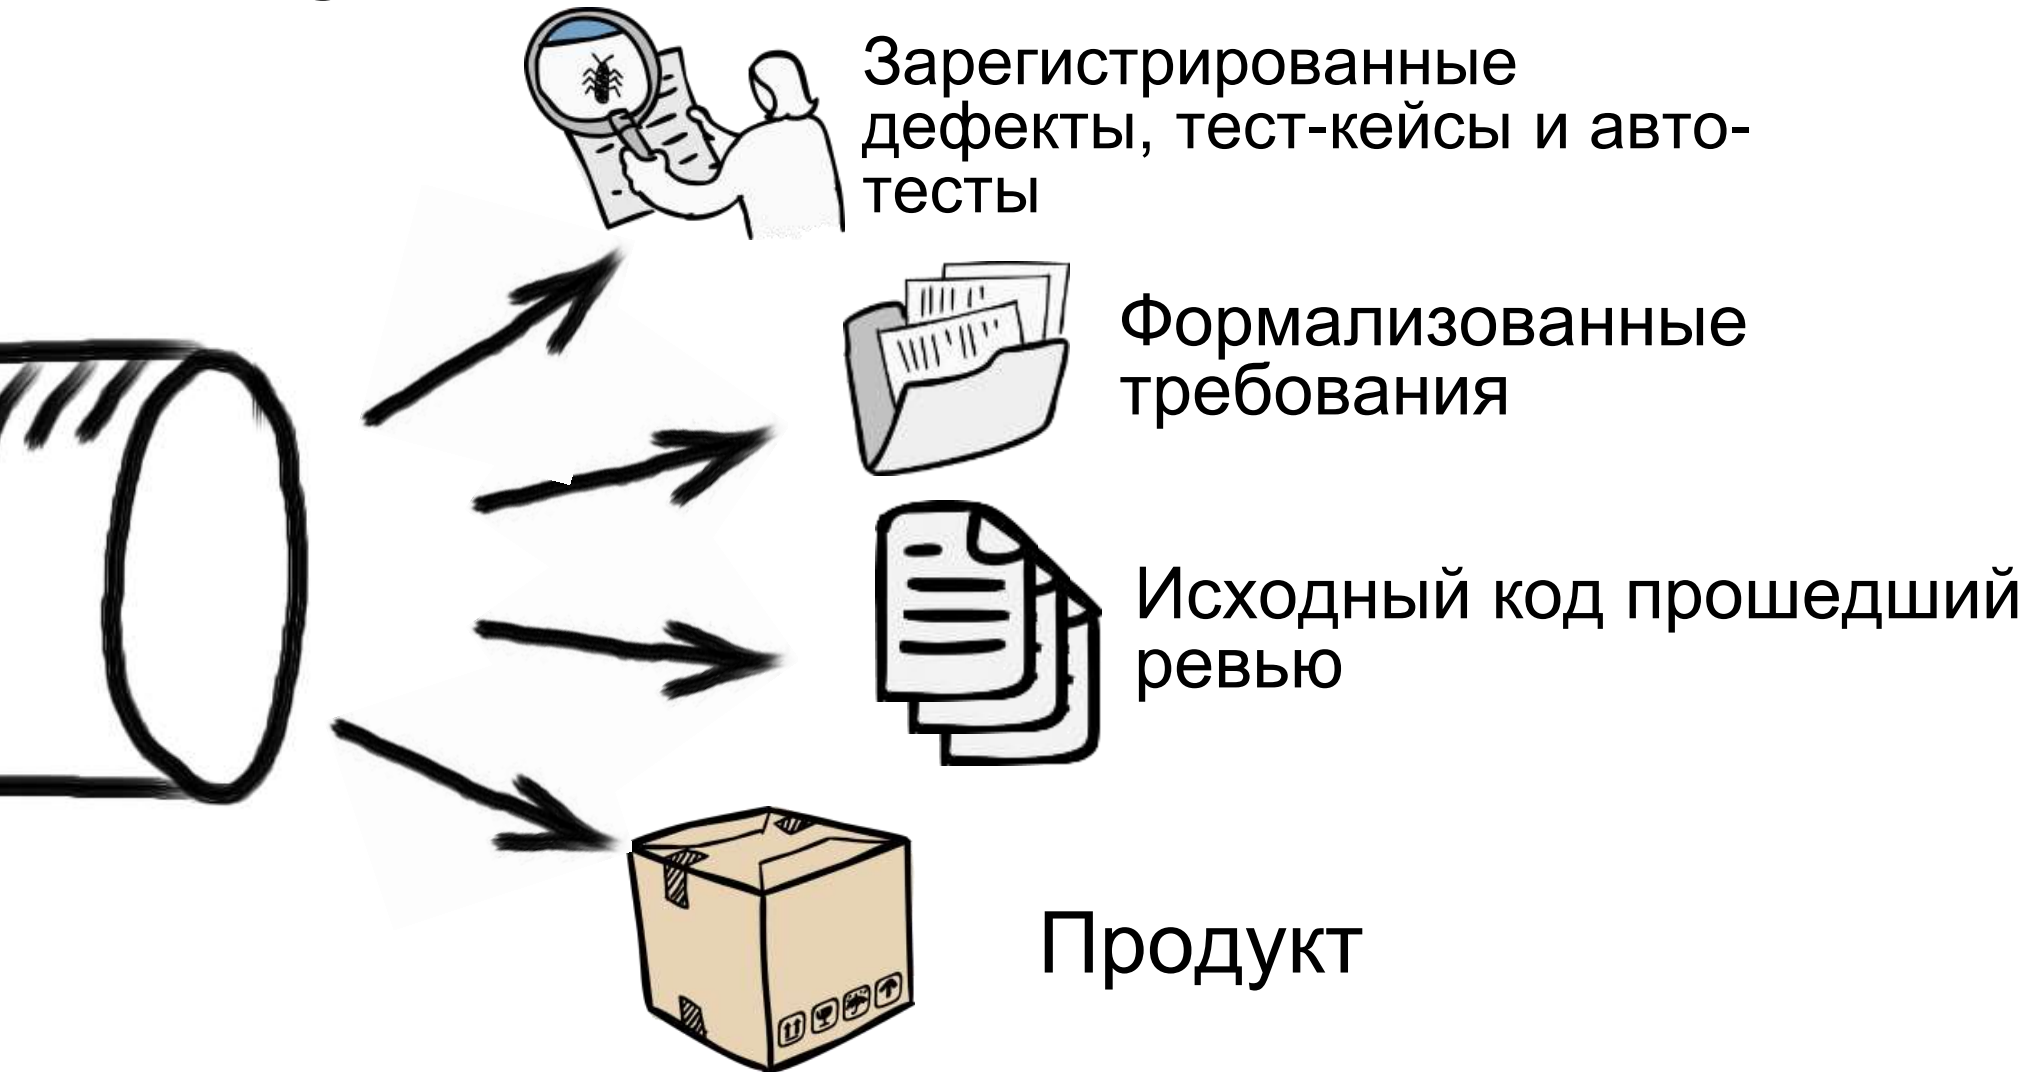 Зарегистрированные
дефекты, тест-кейсы и авто-
тесты
Формализованные
требования
Исходный код прошедший
ревью
Продукт